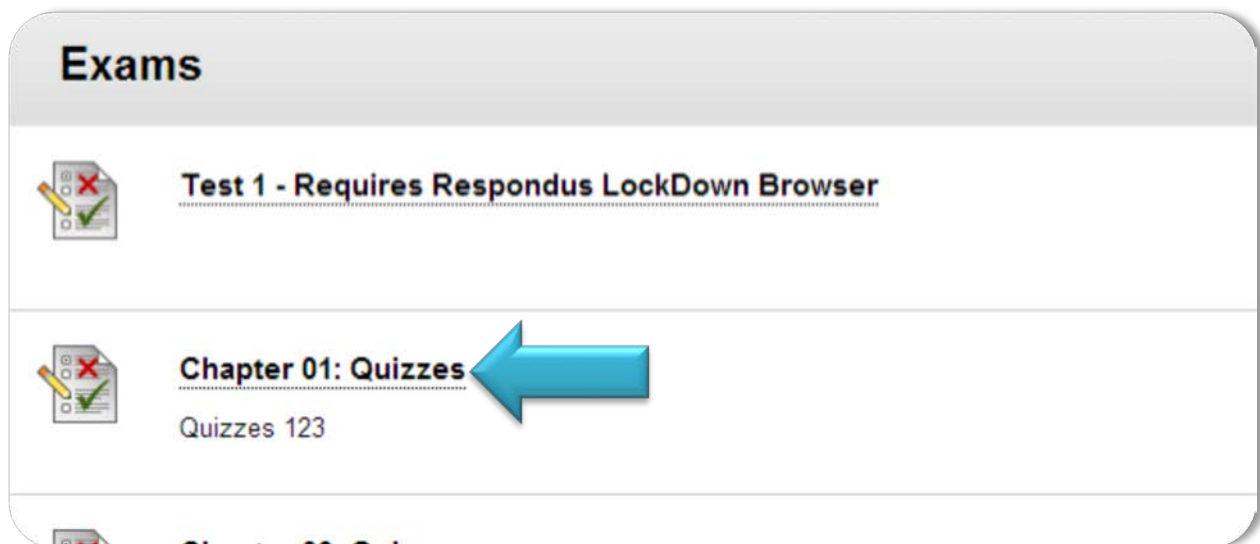 Exams
Test 1 - Requires Respondus LockDown Browser
Chapter 01: Quizzes
Quizzes 123